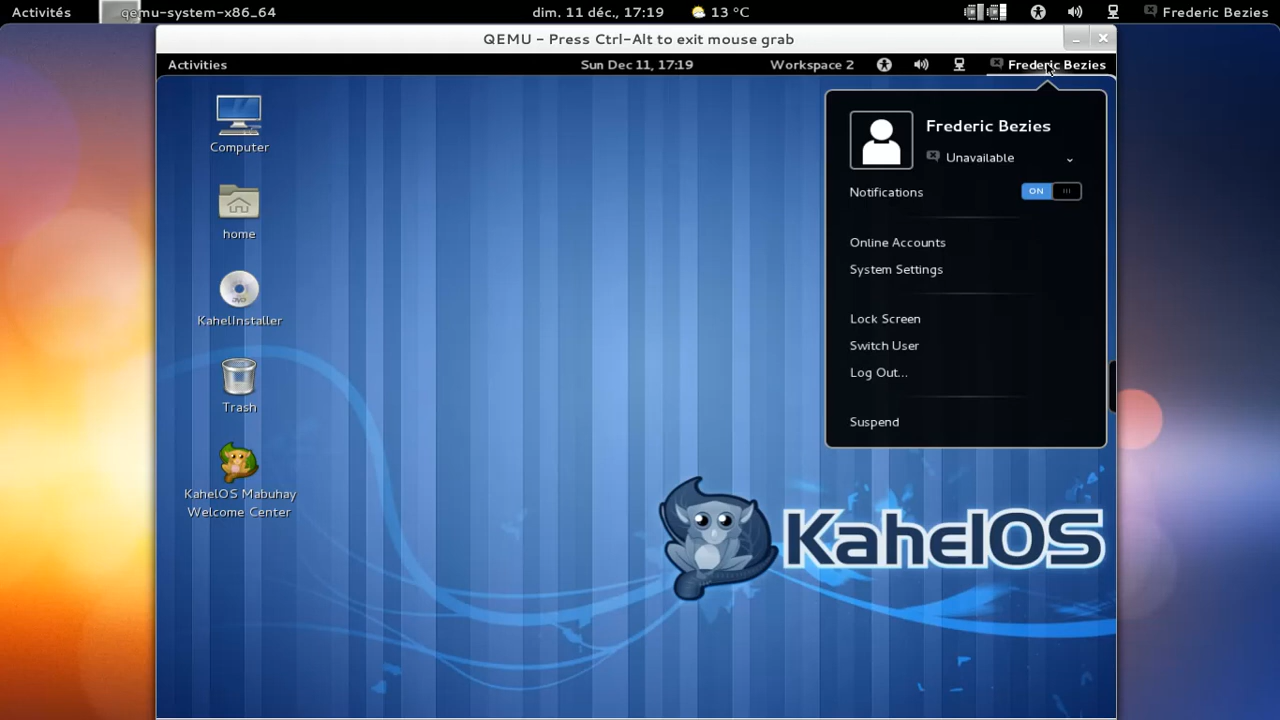 Activités qemu-system-x86_64 dim. 11 déc., 17:19 13 °C Frederic Bezies
QEMU - Press Ctrl-Alt to exit mouse grab
Activities Sun Dec 11, 17:19 Workspace 2 Frederic Bezies
Computer
home
KahelInstaller
Trash
KahelOS Mabuhay
Welcome Center
Frederic Bezies
Unavailable
Notifications ON
Online Accounts
System Settings
Lock Screen
Switch User
Log Out...
Suspend
KahelOS